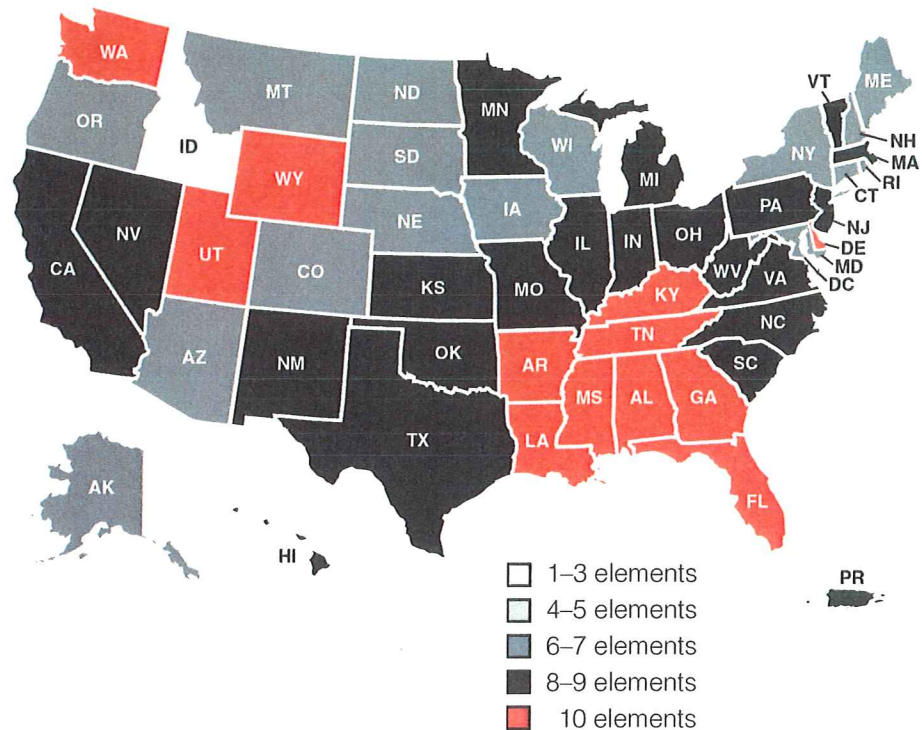 WA
MT
ND
MN
VT
ME
OR
ID
SD
WI
NH
MA
NY
RI
CT
WY
MI
NE
IA
PA
NJ
NV
UT
IL
IN
OH
DE
MD
CA
CO
WV
VA
DC
KS
MO
KY
AZ
NM
OK
TN
NC
AR
SC
MS
AL
GA
TX
LA
AK
FL
HI
PR
1–3 elements
4–5 elements
6–7 elements
8–9 elements
10 elements